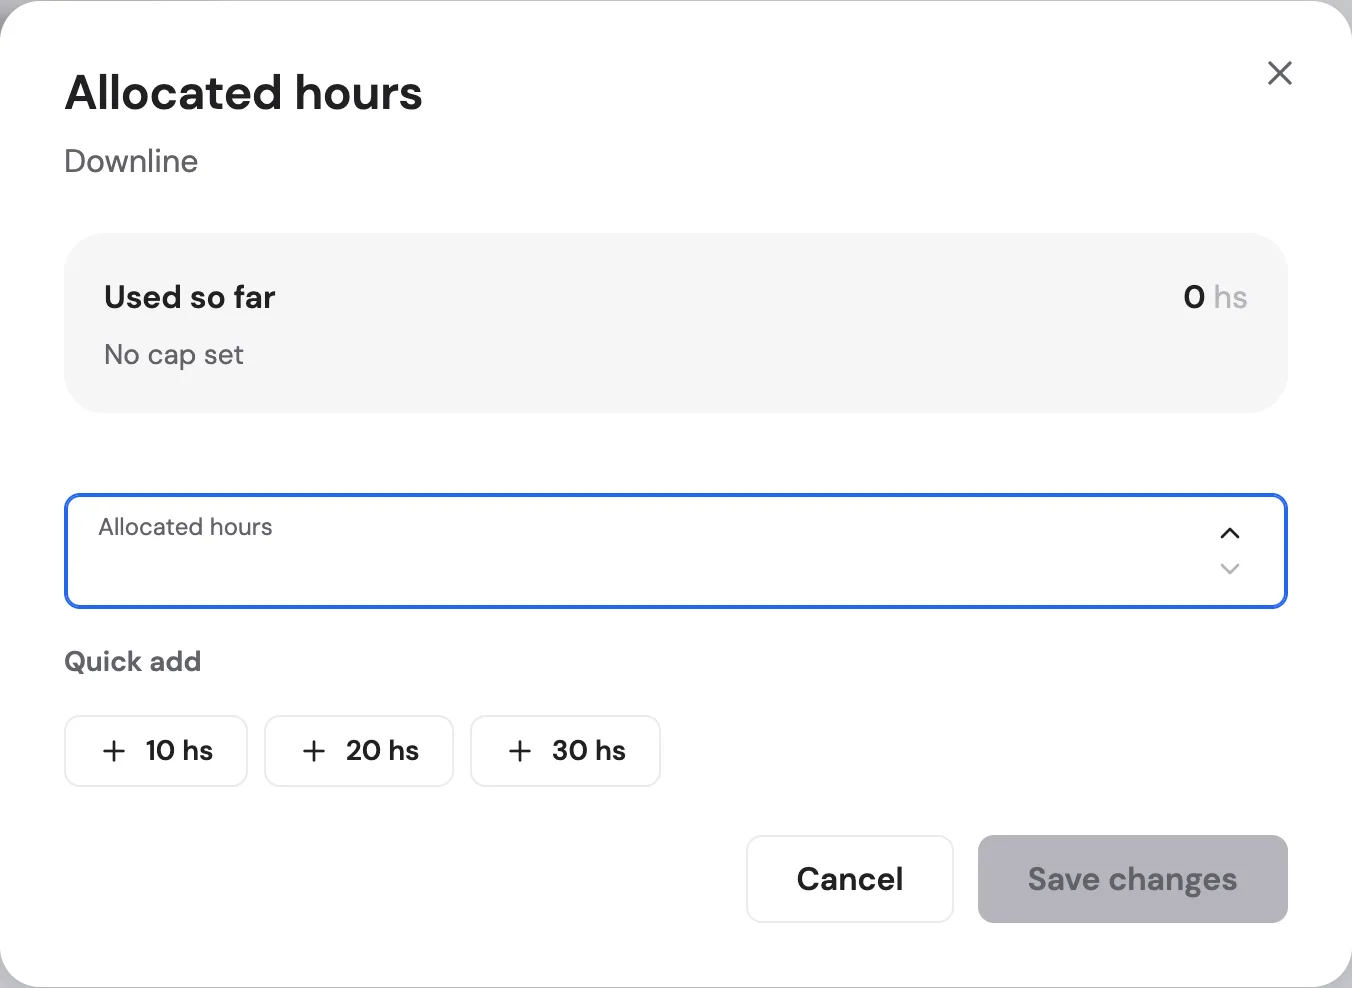 Allocated hours
Downline
Used so far
0 hs
No cap set
Allocated hours
Quick add
+ 10 hs
+ 20 hs
+ 30 hs
Cancel
Save changes